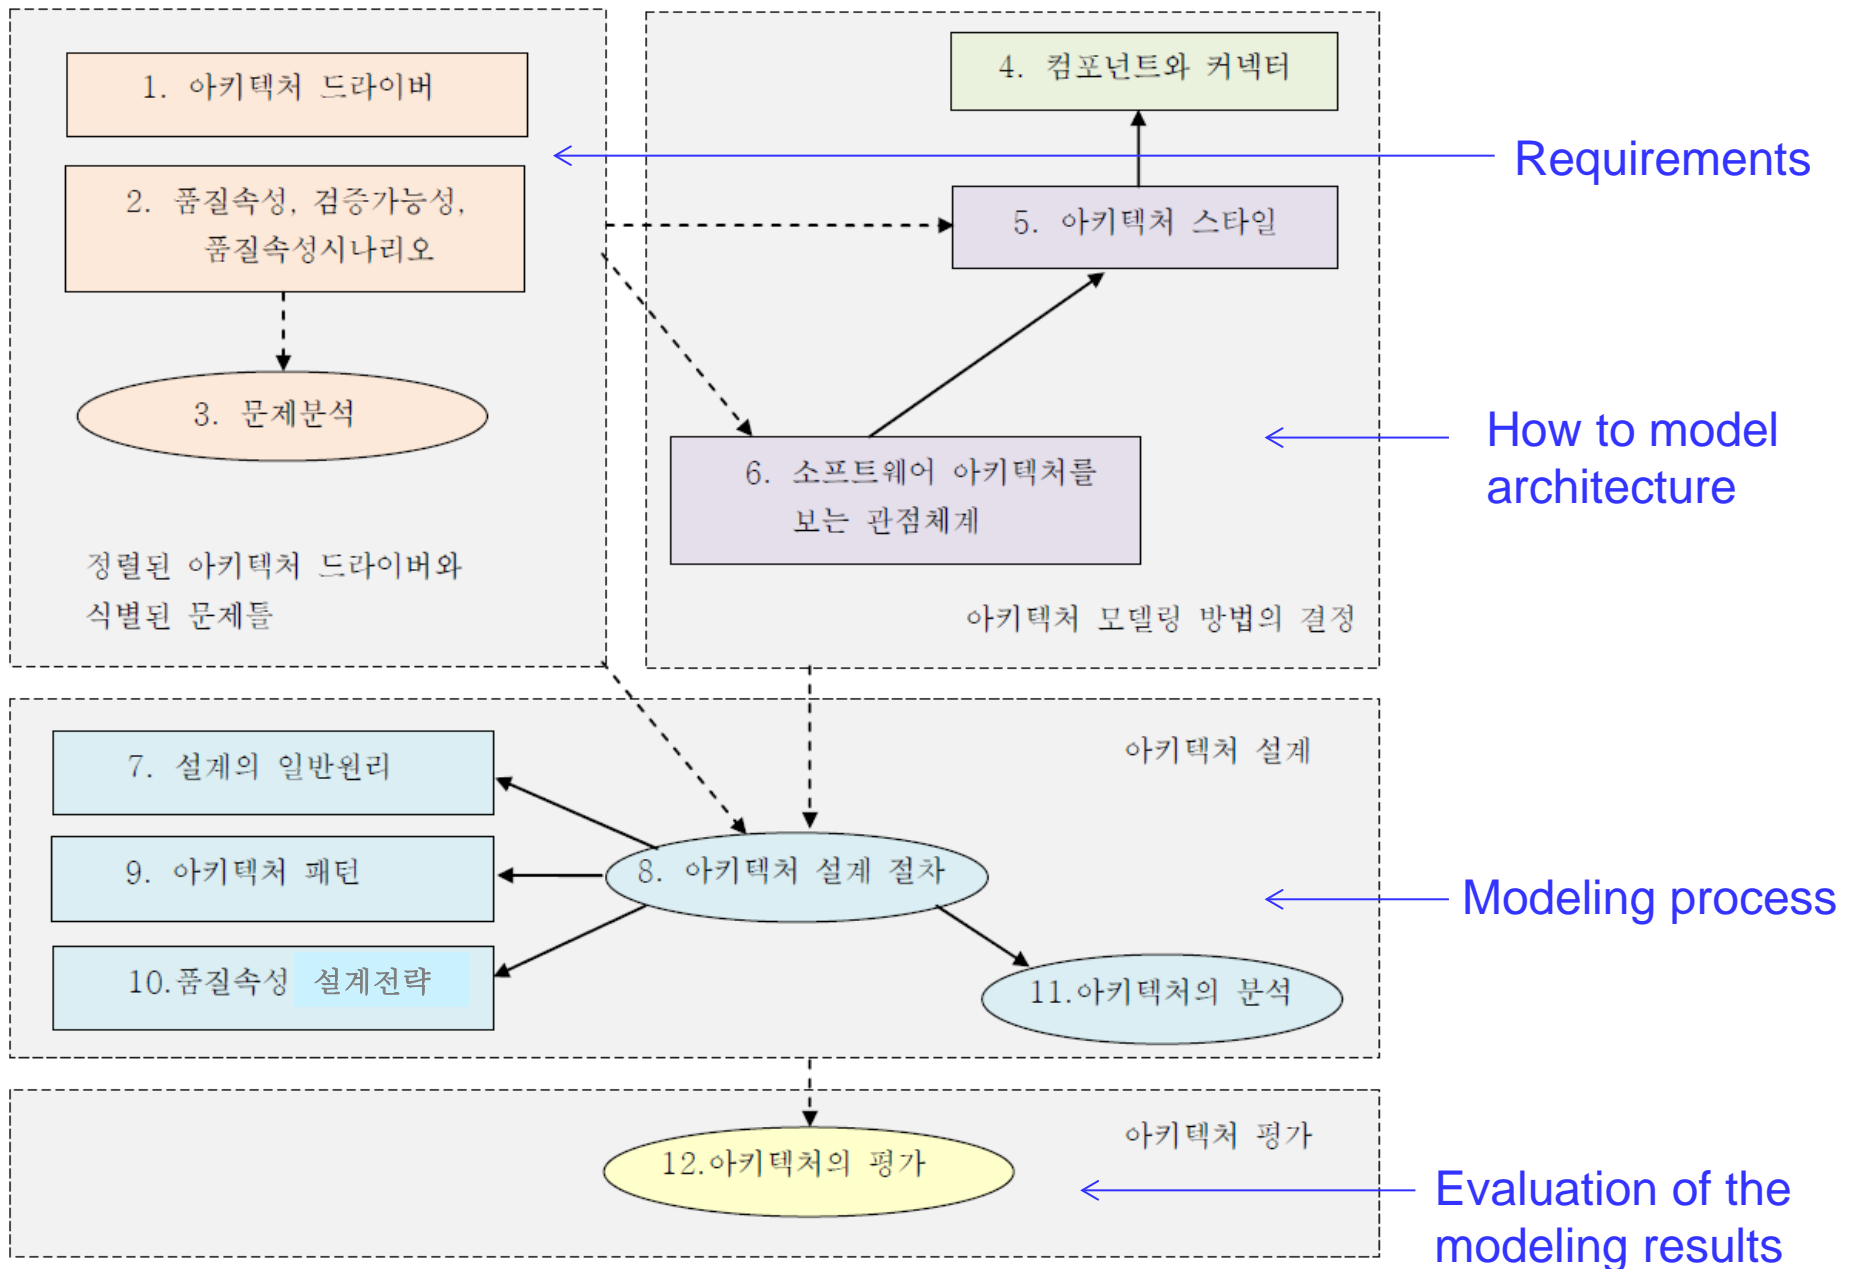 1. 아키텍처 드라이버
2. 품질속성, 검증가능성,
품질속성시나리오
3. 문제분석
정렬된 아키텍처 드라이버와
식별된 문제틀
4. 컴포넌트와 커넥터
5. 아키텍처 스타일
6. 소프트웨어 아키텍처를
보는 관점체계
아키텍처 모델링 방법의 결정
Requirements
How to model
architecture
아키텍처 설계
7. 설계의 일반원리
8. 아키텍처 설계 절차
9. 아키텍처 패턴
10.품질속성 설계전략
11.아키텍처의 분석
Modeling process
아키텍처 평가
12.아키텍처의 평가
Evaluation of the
modeling results